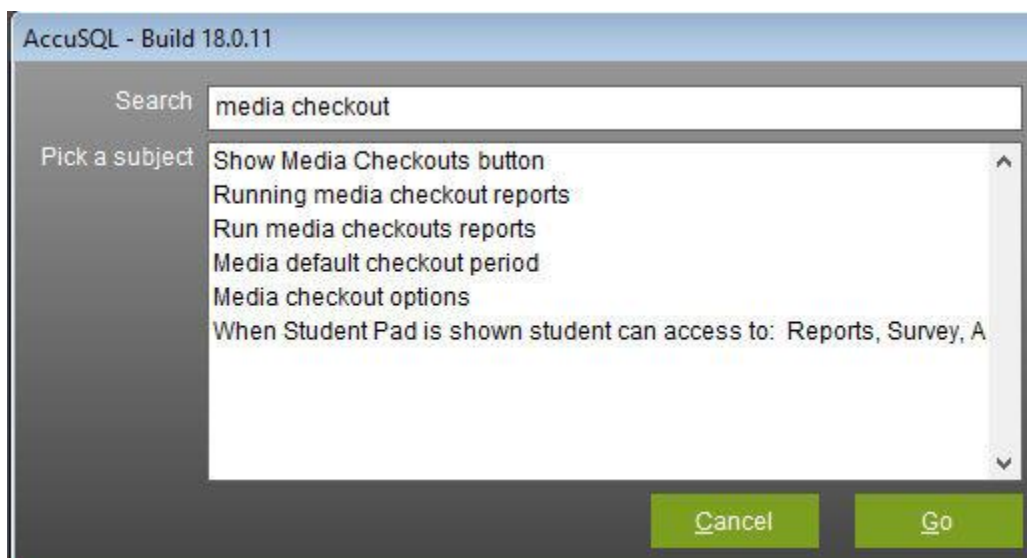 AccuSQL - Build 18.0.11
Search media checkout
Pick a subject Show Media Checkouts button
Running media checkout reports
Run media checkouts reports
Media default checkout period
Media checkout options
When Student Pad is shown student can access to:  Reports, Survey, A
Cancel Go